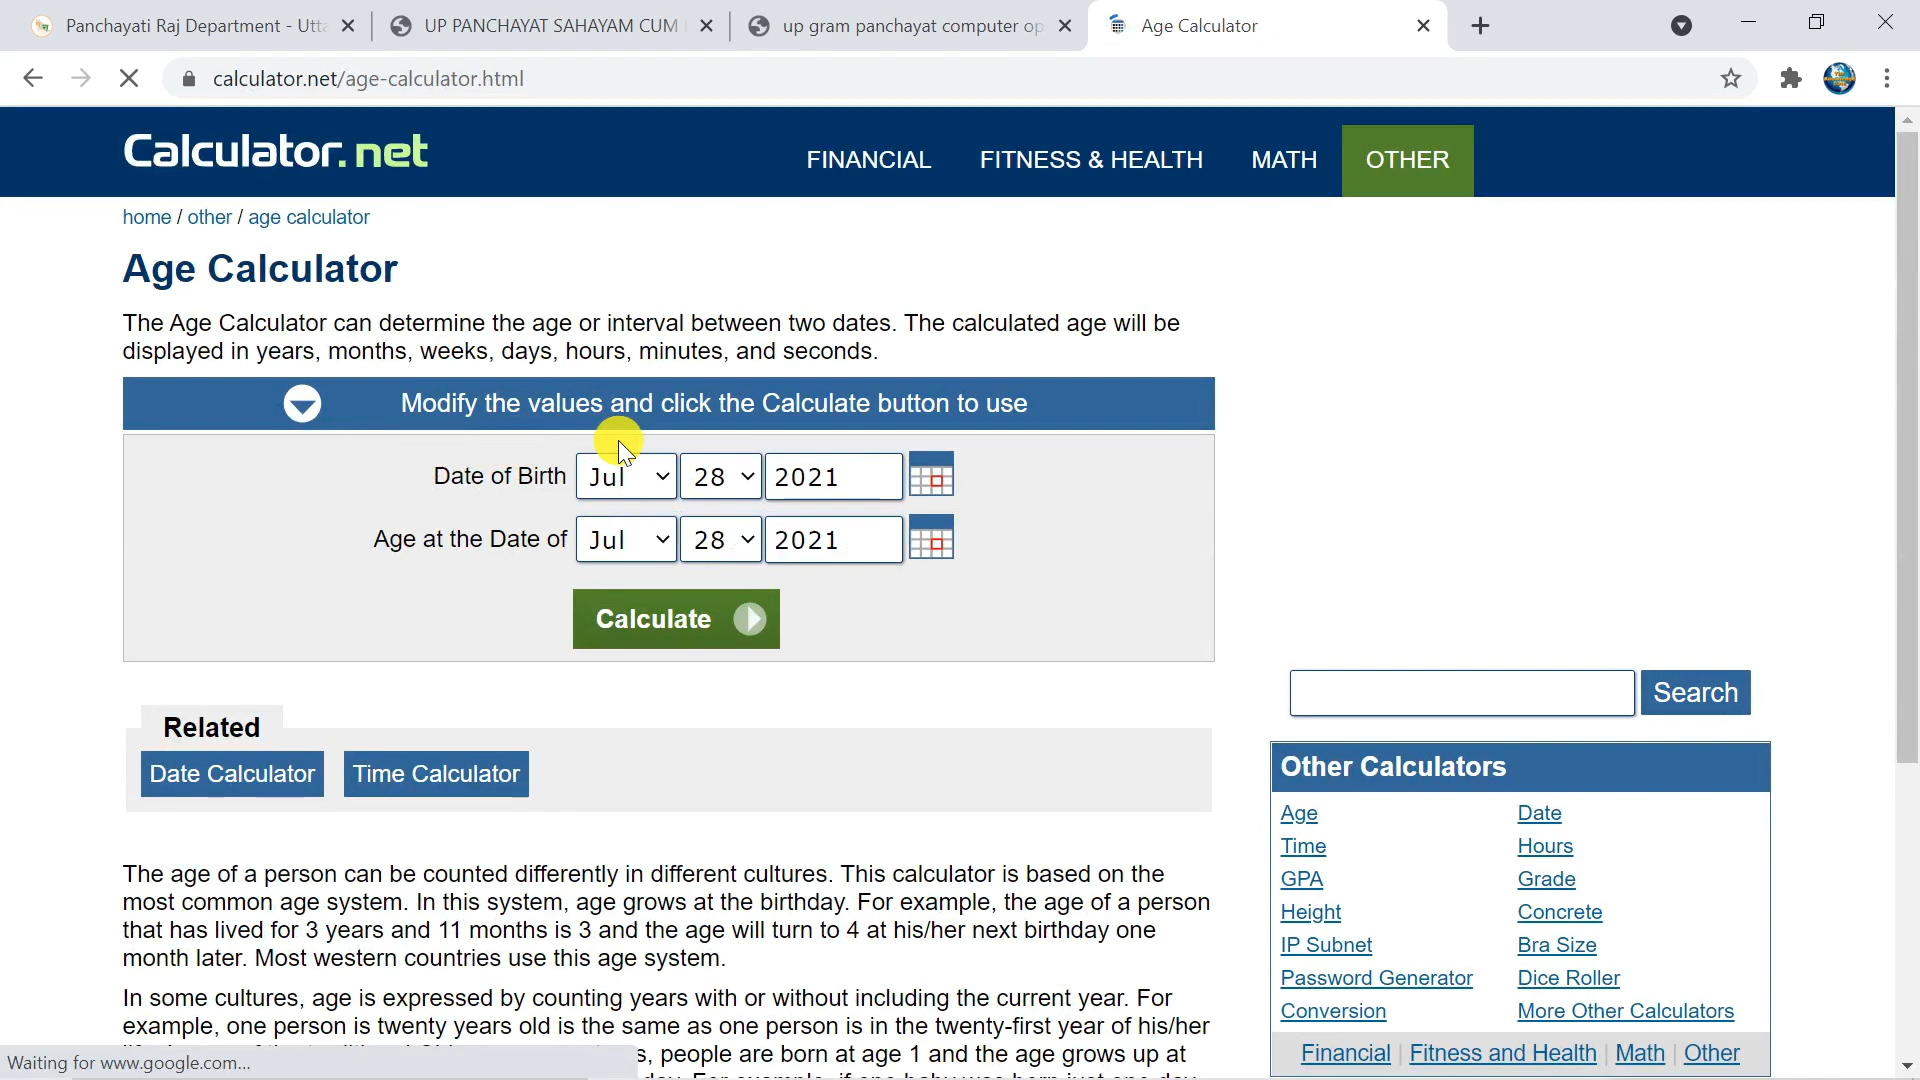 Panchayati Raj Department - Utta
UP PANCHAYAT SAHAYAM CUM
up gram panchayat computer op
Age Calculator
calculator.net/age-calculator.html
Calculator.net
FINANCIAL
FITNESS & HEALTH
MATH
OTHER
home / other / age calculator
Age Calculator
The Age Calculator can determine the age or interval between two dates. The calculated age will be
displayed in years, months, weeks, days, hours, minutes, and seconds.
Modify the values and click the Calculate button to use
Date of Birth Jul 28 2021
Age at the Date of Jul 28 2021
Calculate
Search
Related
Date Calculator Time Calculator
Other Calculators
Age Date
Time Hours
GPA Grade
Height Concrete
IP Subnet Bra Size
Password Generator Dice Roller
Conversion More Other Calculators
Financial Fitness and Health Math Other
The age of a person can be counted differently in different cultures. This calculator is based on the
most common age system. In this system, age grows at the birthday. For example, the age of a person
that has lived for 3 years and 11 months is 3 and the age will turn to 4 at his/her next birthday one
month later. Most western countries use this age system.
In some cultures, age is expressed by counting years with or without including the current year. For
example, one person is twenty years old is the same as one person is in the twenty-first year of his/her
s, people are born at age 1 and the age grows up at
Waiting for www.google.com...